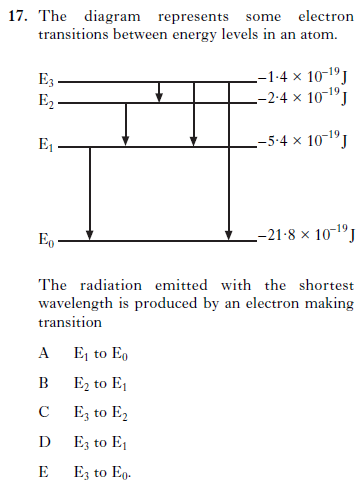 17. The diagram represents some electron
transitions between energy levels in an atom.
E₃ –1·4 × 10⁻¹⁹ J
E₂ –2·4 × 10⁻¹⁹ J
E₁ –5·4 × 10⁻¹⁹ J
E₀ –21·8 × 10⁻¹⁹ J
The radiation emitted with the shortest
wavelength is produced by an electron making
transition
A E₁ to E₀
B E₂ to E₁
C E₃ to E₂
D E₃ to E₁
E E₃ to E₀.